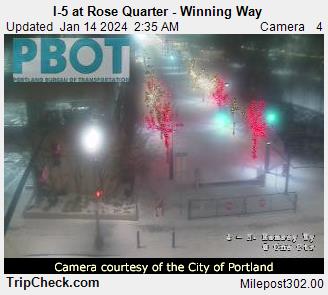 I-5 at Rose Quarter - Winning Way
Updated Jan 14 2024 2:35 AM Camera 4
PBOT
PORTLAND BUREAU OF TRANSPORTATION
Camera courtesy of the City of Portland
TripCheck.com Milepost302.00